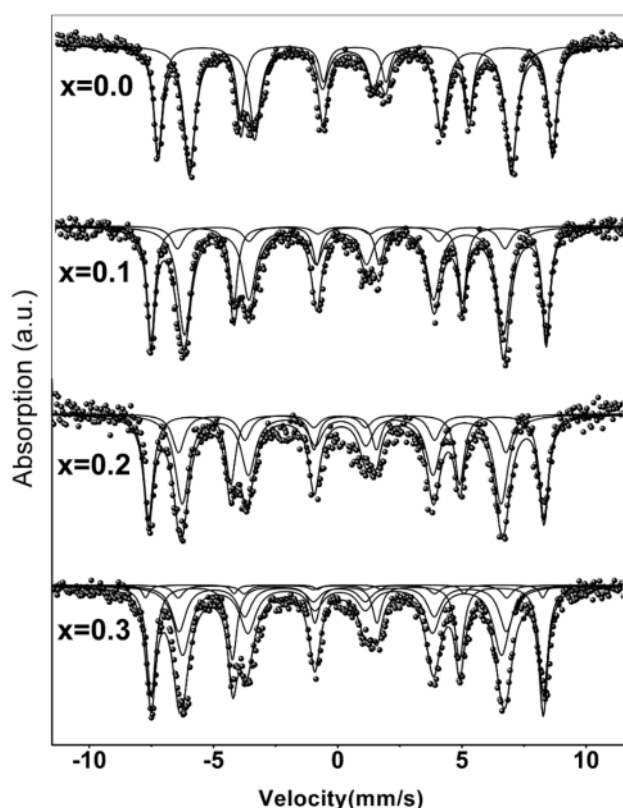 x=0.0
x=0.1
x=0.2
x=0.3
Absorption (a.u.)
-10 -5 0 5 10
Velocity(mm/s)